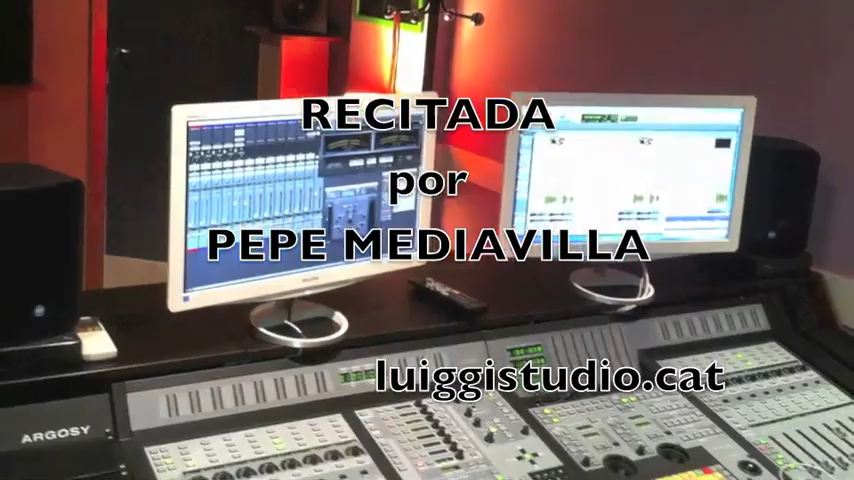 RECITADA
por
PEPE MEDIAVILLA
luiggistudio.cat
ARGOSY